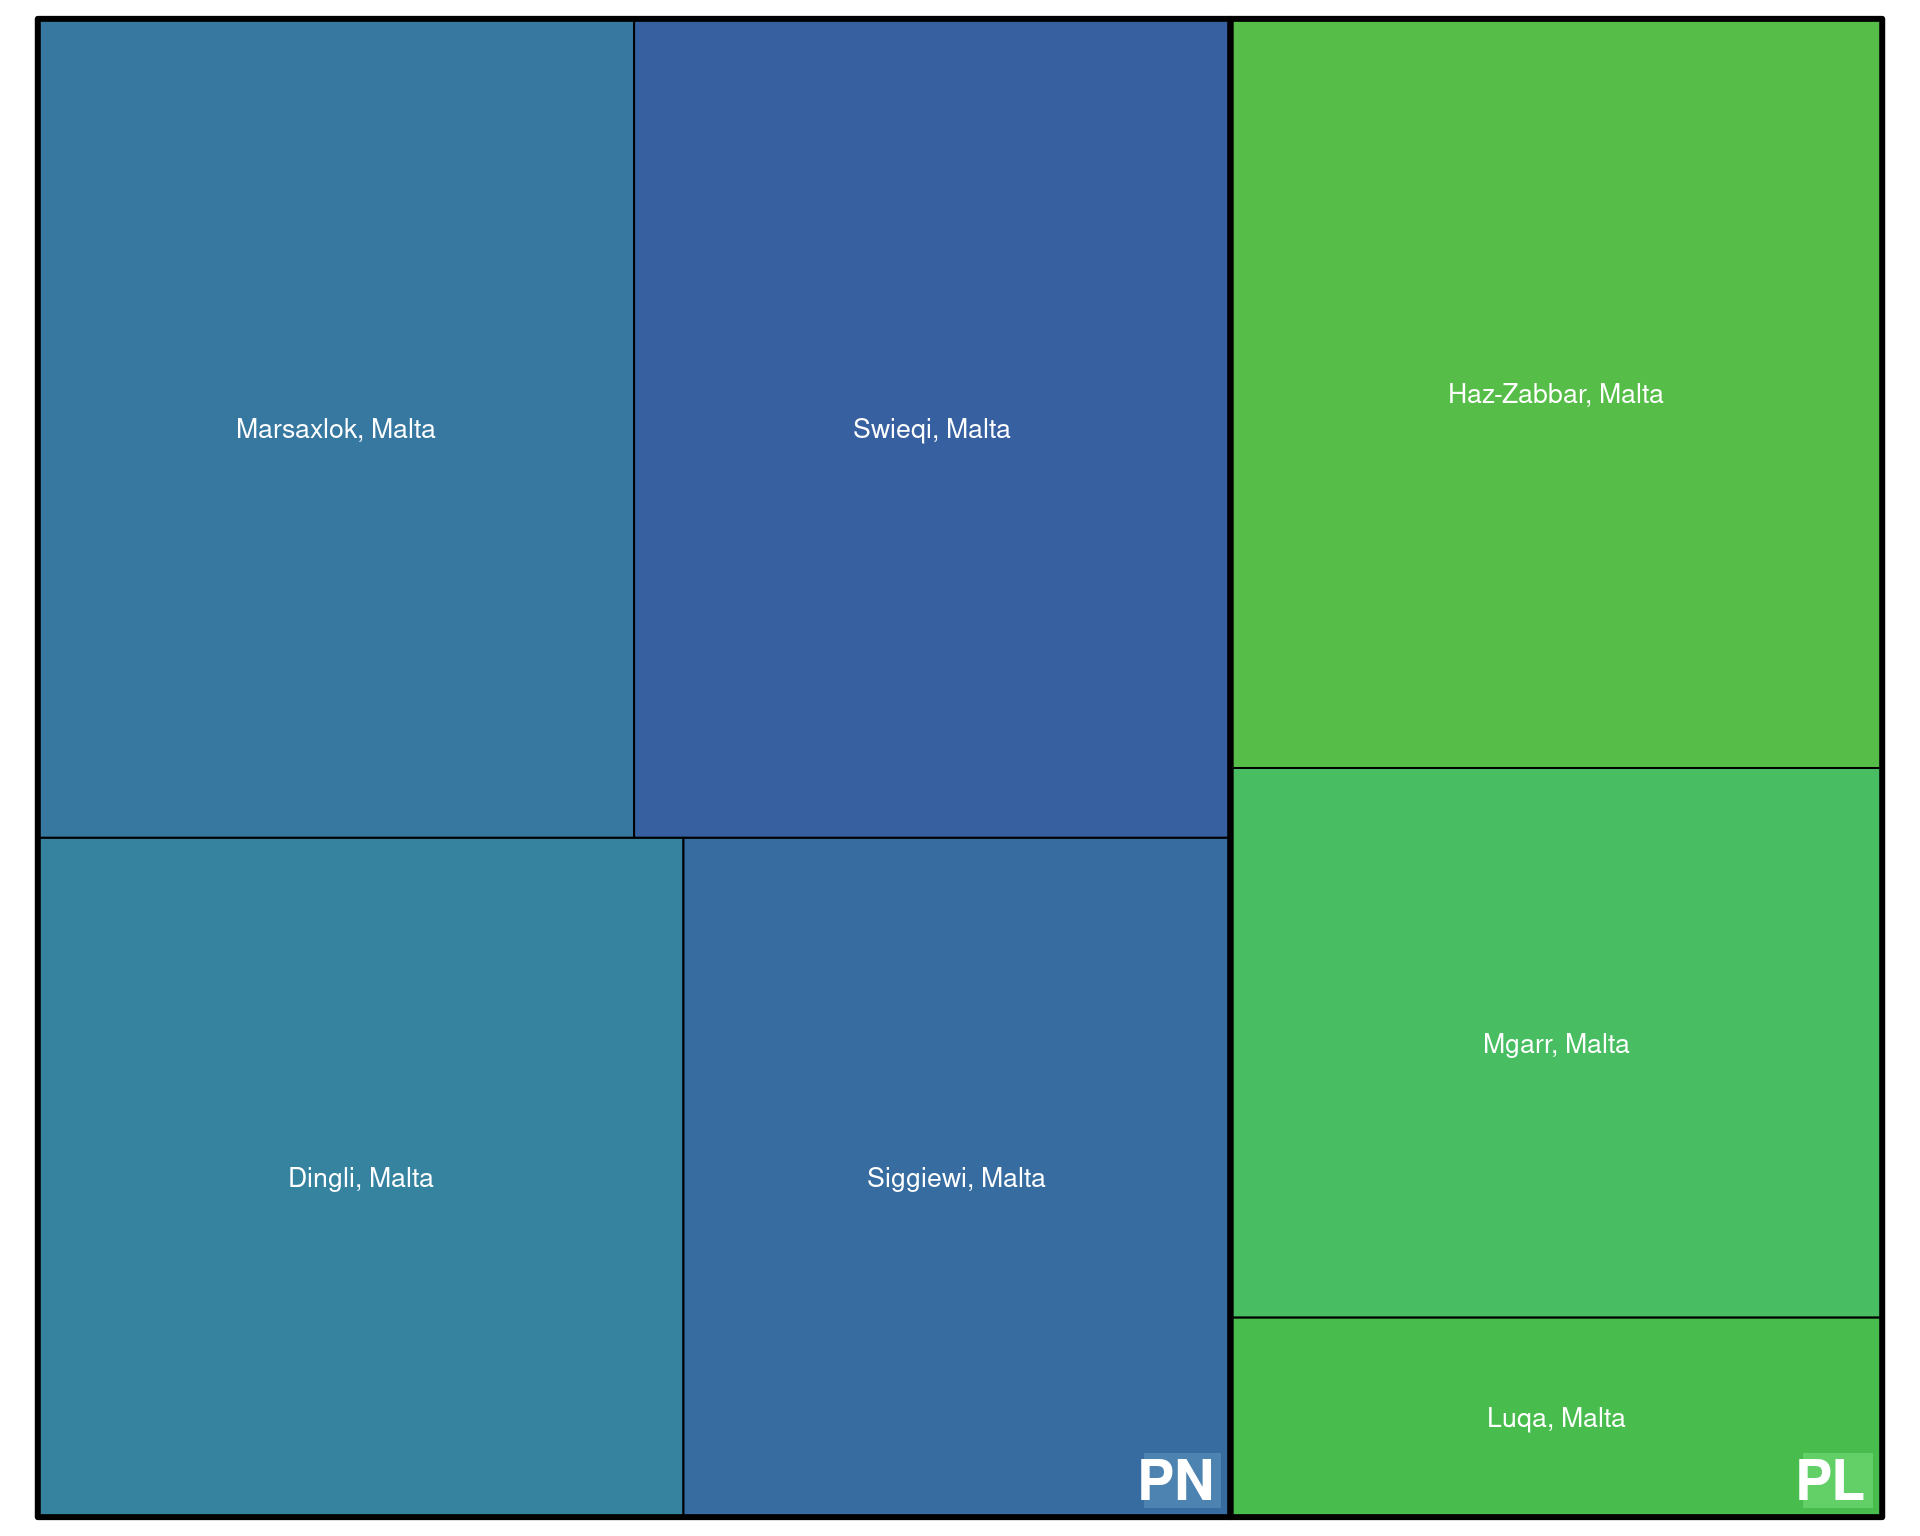 Marsaxlok, Malta
Swieqi, Malta
Haz-Zabbar, Malta
Mgarr, Malta
Dingli, Malta
Siggiewi, Malta
Luqa, Malta
PN
PL